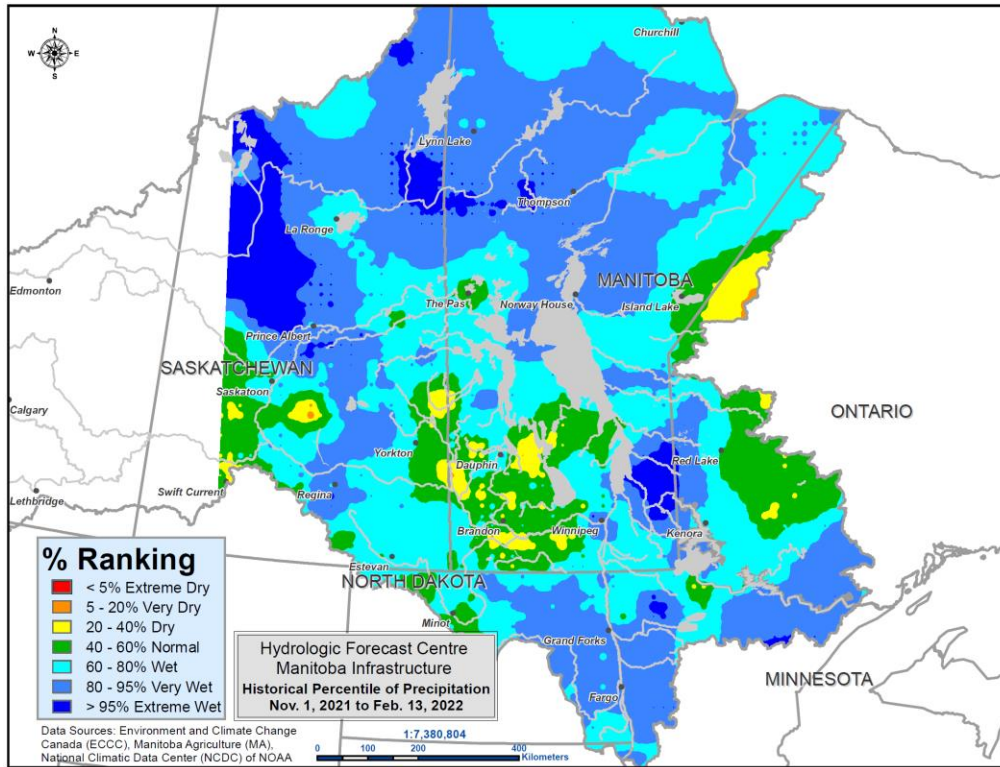 N
W E
S
Churchill
Lynn Lake
Thompson
La Ronge
Edmonton
MANITOBA
The Pas
Norway House
Island Lake
Prince Albert
SASKATCHEWAN
Saskatoon
Calgary
ONTARIO
Yorkton
Dauphin
Red Lake
Lethbridge
Swift Current
Regina
Brandon
Winnipeg
Kenora
Estevan
NORTH DAKOTA
Minot
Grand Forks
MINNESOTA
Fargo
% Ranking
< 5% Extreme Dry
5 - 20% Very Dry
20 - 40% Dry
40 - 60% Normal
60 - 80% Wet
80 - 95% Very Wet
> 95% Extreme Wet
Hydrologic Forecast Centre
Manitoba Infrastructure
Historical Percentile of Precipitation
Nov. 1, 2021 to Feb. 13, 2022
Data Sources: Environment and Climate Change
Canada (ECCC), Manitoba Agriculture (MA),
National Climatic Data Center (NCDC) of NOAA
1:7,380,804
0 100 200 400
Kilometers